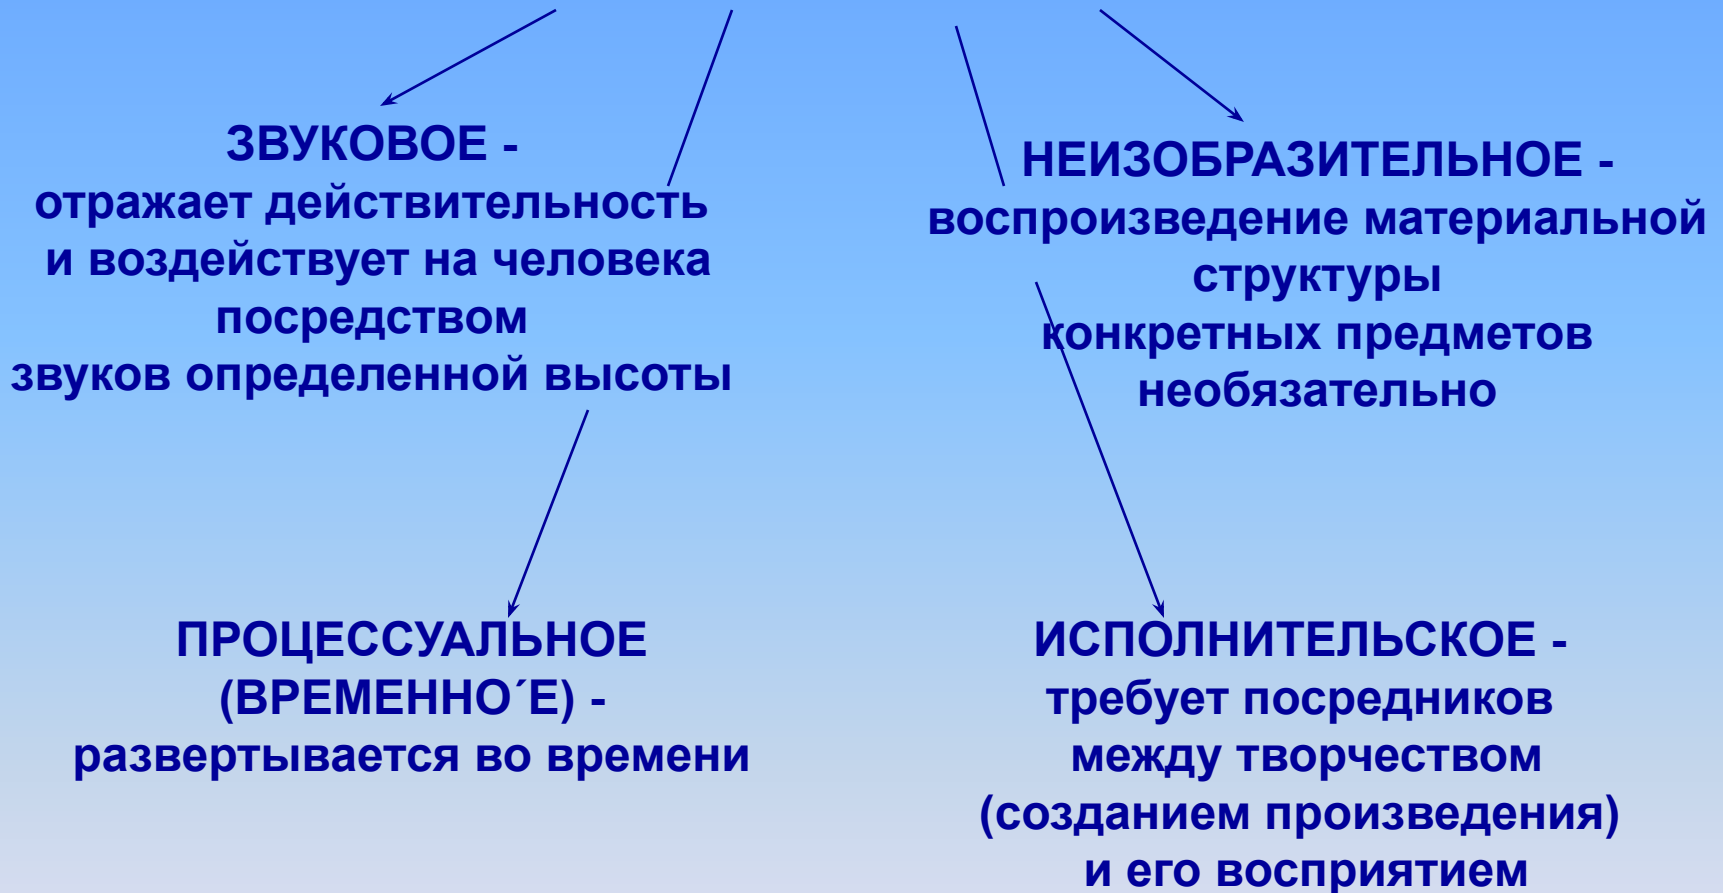 ЗВУКОВОЕ -
отражает действительность
и воздействует на человека
посредством
звуков определенной высоты
НЕИЗОБРАЗИТЕЛЬНОЕ -
воспроизведение материальной
структуры
конкретных предметов
необязательно
ПРОЦЕССУАЛЬНОЕ
(ВРЕМЕННО´Е) -
развертывается во времени
ИСПОЛНИТЕЛЬСКОЕ -
требует посредников
между творчеством
(созданием произведения)
и его восприятием